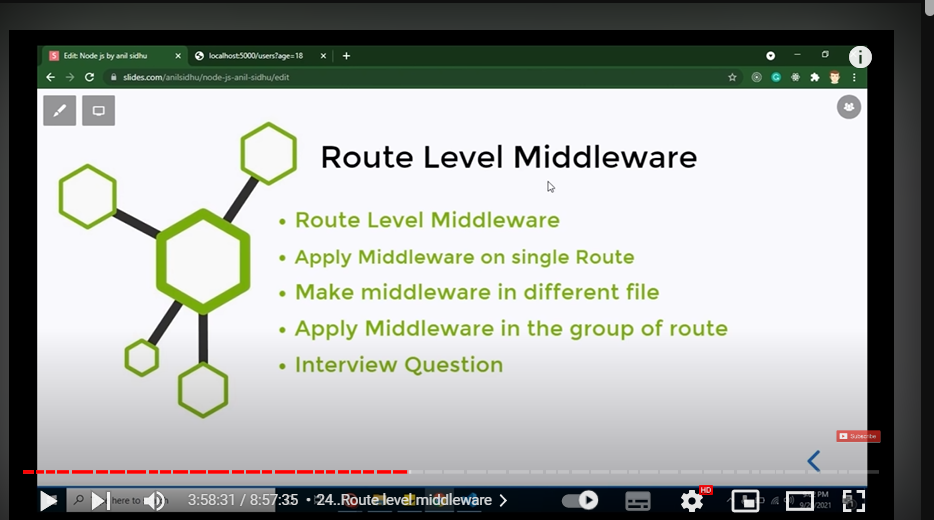 Edit: Node js by anil sidhu
localhost:5000/users?age=18
slides.com/anilsidhu/node-js-anil-sidhu/edit
Route Level Middleware
• Route Level Middleware
• Apply Middleware on single Route
• Make middleware in different file
• Apply Middleware in the group of route
• Interview Question
Subscribe
here to
3:58:31 / 8:57:35 • 24..Route level middleware
HD
PM